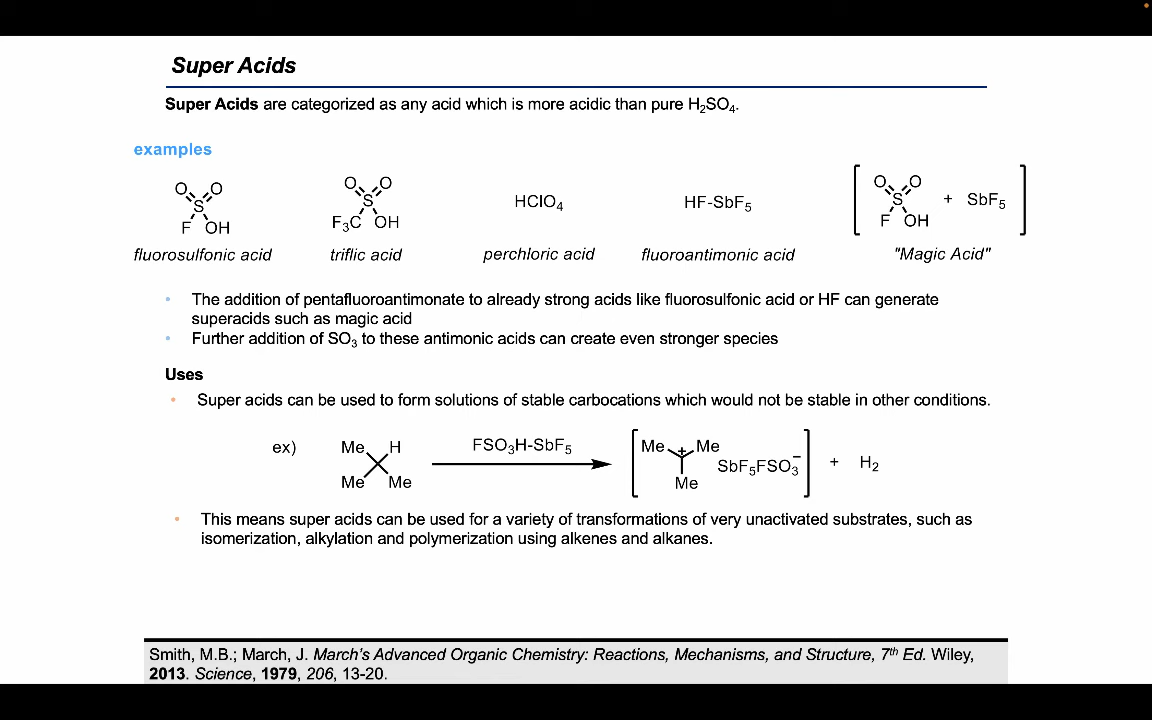 Super Acids
Super Acids are categorized as any acid which is more acidic than pure H₂SO₄.
examples
O O S F OH
O O S F₃C OH
HClO₄
HF-SbF₅
O O S F OH + SbF₅
fluorosulfonic acid
triflic acid
perchloric acid
fluoroantimonic acid
"Magic Acid"
• The addition of pentafluoroantimonate to already strong acids like fluorosulfonic acid or HF can generate
superacids such as magic acid
• Further addition of SO₃ to these antimonic acids can create even stronger species
Uses
• Super acids can be used to form solutions of stable carbocations which would not be stable in other conditions.
ex)
Me H
Me Me
FSO₃H-SbF₅
Me + Me
Me
SbF₅FSO₃⁻
+ H₂
• This means super acids can be used for a variety of transformations of very unactivated substrates, such as
isomerization, alkylation and polymerization using alkenes and alkanes.
Smith, M.B.; March, J. March's Advanced Organic Chemistry: Reactions, Mechanisms, and Structure, 7th Ed. Wiley,
2013. Science, 1979, 206, 13-20.